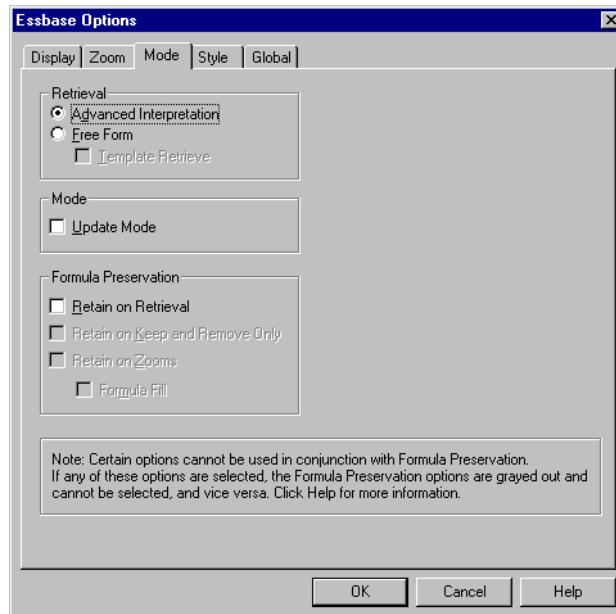 Essbase Options
Display Zoom Mode Style Global
Retrieval
Advanced Interpretation
Free Form
Template Retrieve
Mode
Update Mode
Formula Preservation
Retain on Retrieval
Retain on Keep and Remove Only
Retain on Zooms
Formula Fill
Note: Certain options cannot be used in conjunction with Formula Preservation.
If any of these options are selected, the Formula Preservation options are grayed out and
cannot be selected, and vice versa. Click Help for more information.
OK Cancel Help